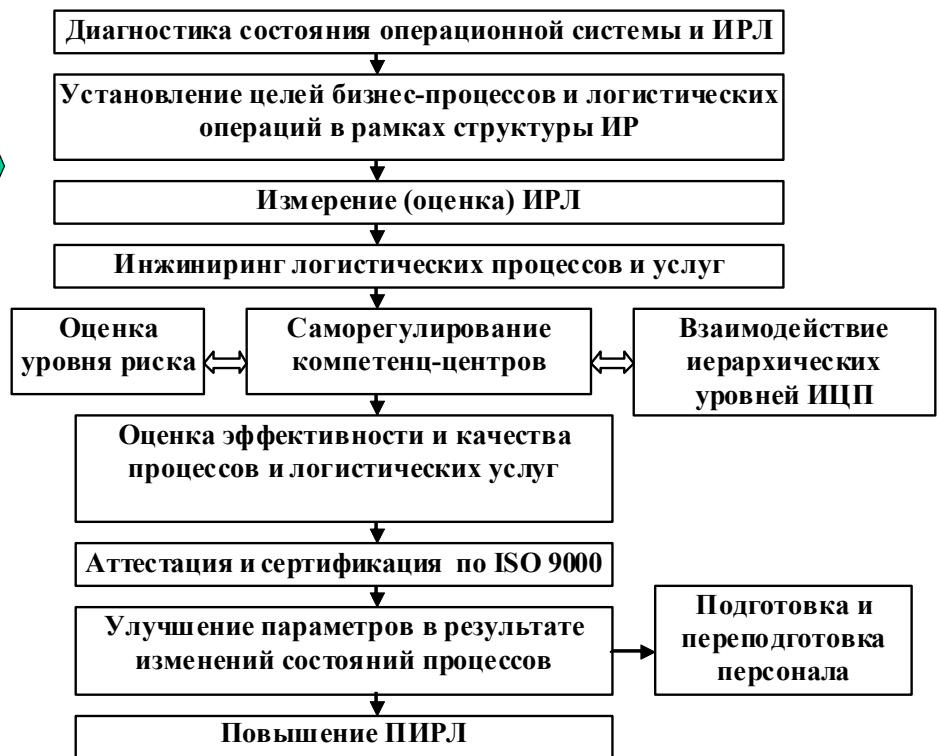 Диагностика состояния операционной системы и ИРЛ
Установление целей бизнес-процессов и логистических
операций в рамках структуры ИР
Измерение (оценка) ИРЛ
Инжиниринг логистических процессов и услуг
Оценка
уровня риска
Саморегулирование
компетенц-центров
Взаимодействие
иерархических
уровней ИЦП
Оценка эффективности и качества
процессов и логистических услуг
Аттестация и сертификация по ISO 9000
Улучшение параметров в результате
изменений состояний процессов
Подготовка и
переподготовка
персонала
Повышение ПИРЛ